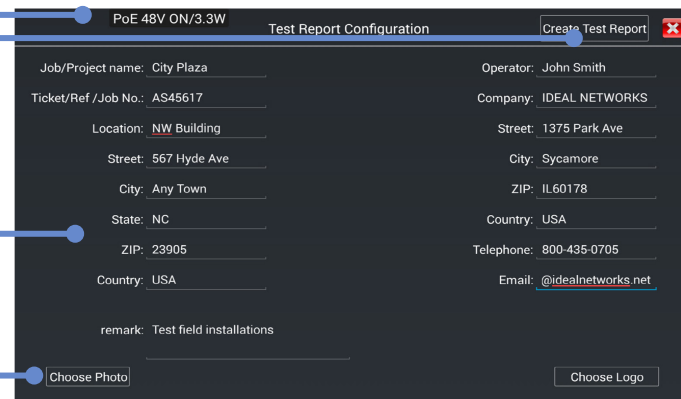 PoE 48V ON/3.3W
Test Report Configuration
Create Test Report
Job/Project name: City Plaza
Operator: John Smith
Ticket/Ref /Job No.: AS45617
Company: IDEAL NETWORKS
Location: NW Building
Street: 1375 Park Ave
Street: 567 Hyde Ave
City: Sycamore
City: Any Town
ZIP: IL60178
State: NC
Country: USA
ZIP: 23905
Telephone: 800-435-0705
Country: USA
Email: @idealnetworks.net
remark: Test field installations
Choose Photo
Choose Logo